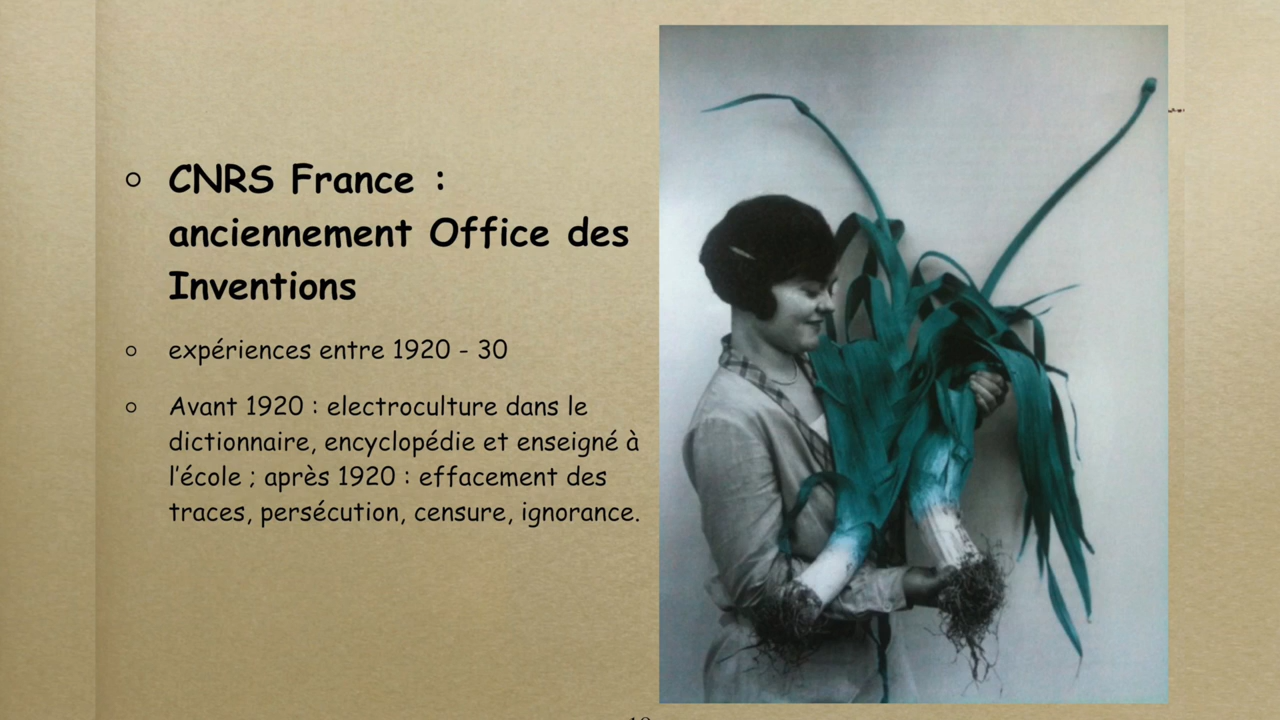 CNRS France :
anciennement Office des
Inventions
expériences entre 1920 - 30
Avant 1920 : electroculture dans le
dictionnaire, encyclopédie et enseigné à
l'école ; après 1920 : effacement des
traces, persécution, censure, ignorance.